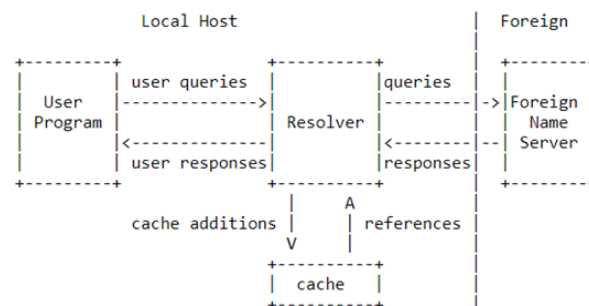 Local Host | Foreign
user queries queries
User Foreign
Program Resolver Name
Server
user responses responses
cache additions A references
V
cache